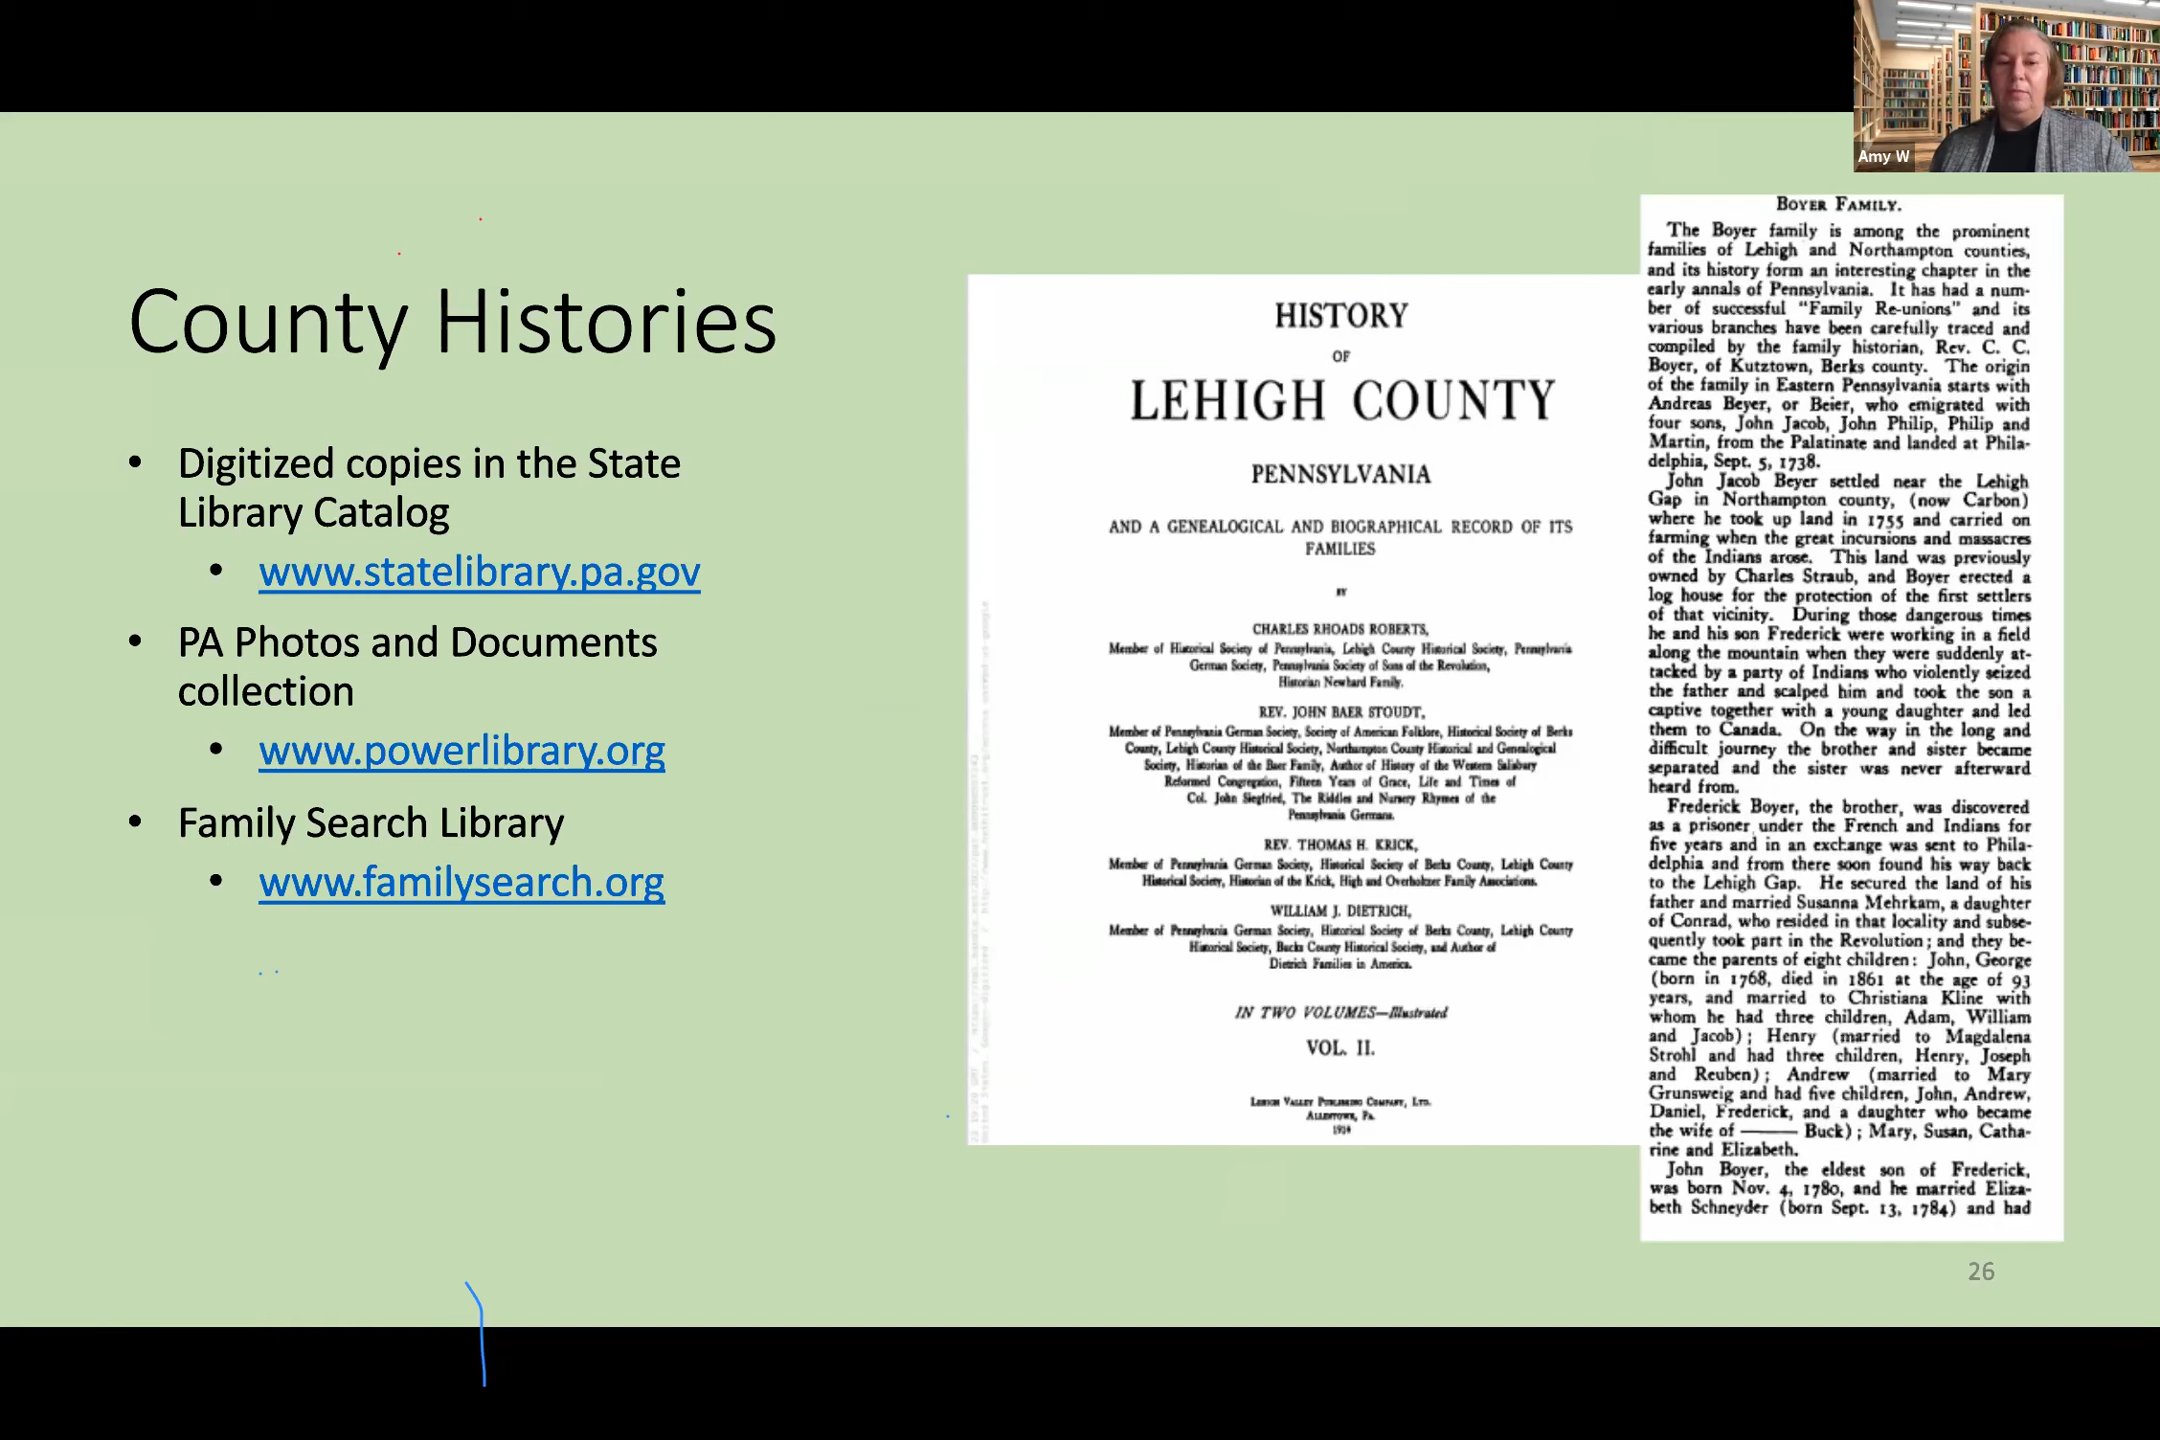 Amy W
County Histories
• Digitized copies in the State
Library Catalog
• www.statelibrary.pa.gov
• PA Photos and Documents
collection
• www.powerlibrary.org
• Family Search Library
• www.familysearch.org
HISTORY
OF
LEHIGH COUNTY
PENNSYLVANIA
AND A GENEALOGICAL AND BIOGRAPHICAL RECORD OF ITS
FAMILIES
BY
CHARLES RHOADS ROBERTS,
Member of Historical Society of Pennsylvania, Lehigh County Historical Society, Pennsylvania
German Society, Pennsylvania Society of Sons of the Revolution,
Historian Newhard Family.
REV. JOHN BAER STOUDT,
Member of Pennsylvania German Society, Society of American Folklore, Historical Society of Berks
County, Lehigh County Historical Society, Northampton County Historical and Genealogical
Society, Historian of the Baer Family, Author of History of the Western Salisbury
Reformed Congregation, Fifteen Years of Grace, Life and Times of
Col. John Siegfried, The Riddles and Nursery Rhymes of the
Pennsylvania Germans.
REV. THOMAS H. KRICK,
Member of Pennsylvania German Society, Historical Society of Berks County, Lehigh County
Historical Society, Historian of the Krick, High and Overholtzer Family Associations.
WILLIAM J. DIETRICH,
Member of Pennsylvania German Society, Historical Society of Berks County, Lehigh County
Historical Society, Bucks County Historical Society, and Author of
Dietrich Families in America.
IN TWO VOLUMES—Illustrated
VOL. II.
LEHIGH VALLEY PUBLISHING COMPANY, LTD.
ALLENTOWN, PA.
1914
BOYER FAMILY.
The Boyer family is among the prominent
families of Lehigh and Northampton counties,
and its history form an interesting chapter in the
early annals of Pennsylvania. It has had a num-
ber of successful "Family Re-unions" and its
various branches have been carefully traced and
compiled by the family historian, Rev. C. C.
Boyer, of Kutztown, Berks county. The origin
of the family in Eastern Pennsylvania starts with
Andreas Beyer, or Beier, who emigrated with
four sons, John Jacob, John Philip, Philip and
Martin, from the Palatinate and landed at Phila-
delphia, Sept. 5, 1738.
John Jacob Beyer settled near the Lehigh
Gap in Northampton county, (now Carbon)
where he took up land in 1755 and carried on
farming when the great incursions and massacres
of the Indians arose. This land was previously
owned by Charles Straub, and Boyer erected a
log house for the protection of the first settlers
of that vicinity. During those dangerous times
he and his son Frederick were working in a field
along the mountain when they were suddenly at-
tacked by a party of Indians who violently seized
the father and scalped him and took the son a
captive together with a young daughter and led
them to Canada. On the way in the long and
difficult journey the brother and sister became
separated and the sister was never afterward
heard from.
Frederick Boyer, the brother, was discovered
as a prisoner under the French and Indians for
five years and in an exchange was sent to Phila-
delphia and from there soon found his way back
to the Lehigh Gap. He secured the land of his
father and married Susanna Mehrkam, a daughter
of Conrad, who resided in that locality and subse-
quently took part in the Revolution; and they be-
came the parents of eight children: John, George
(born in 1768, died in 1861 at the age of 93
years, and married to Christiana Kline with
whom he had three children, Adam, William
and Jacob); Henry (married to Magdalena
Strohl and had three children, Henry, Joseph
and Reuben); Andrew (married to Mary
Grunsweig and had five children, John, Andrew,
Daniel, Frederick, and a daughter who became
the wife of ——— Buck); Mary, Susan, Catha-
rine and Elizabeth.
John Boyer, the eldest son of Frederick,
was born Nov. 4, 1780, and he married Eliza-
beth Schneyder (born Sept. 13, 1784) and had
26